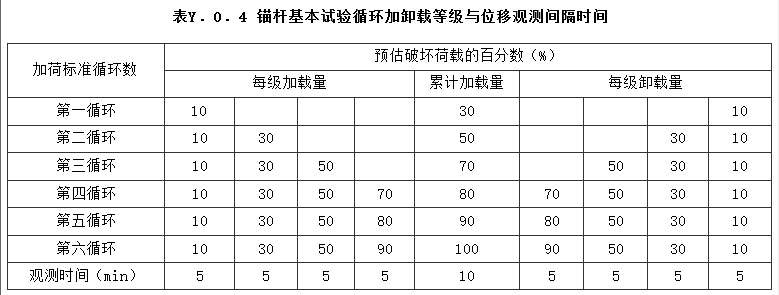 表Y．0．4 锚杆基本试验循环加卸载等级与位移观测间隔时间
加荷标准循环数 预估破坏荷载的百分数(%)
每级加载量 累计加载量 每级卸载量
第一循环 10 30 10
第二循环 10 30 50 30 10
第三循环 10 30 50 70 50 30 10
第四循环 10 30 50 70 80 70 50 30 10
第五循环 10 30 50 80 90 80 50 30 10
第六循环 10 30 50 90 100 90 50 30 10
观测时间(min) 5 5 5 5 10 5 5 5 5